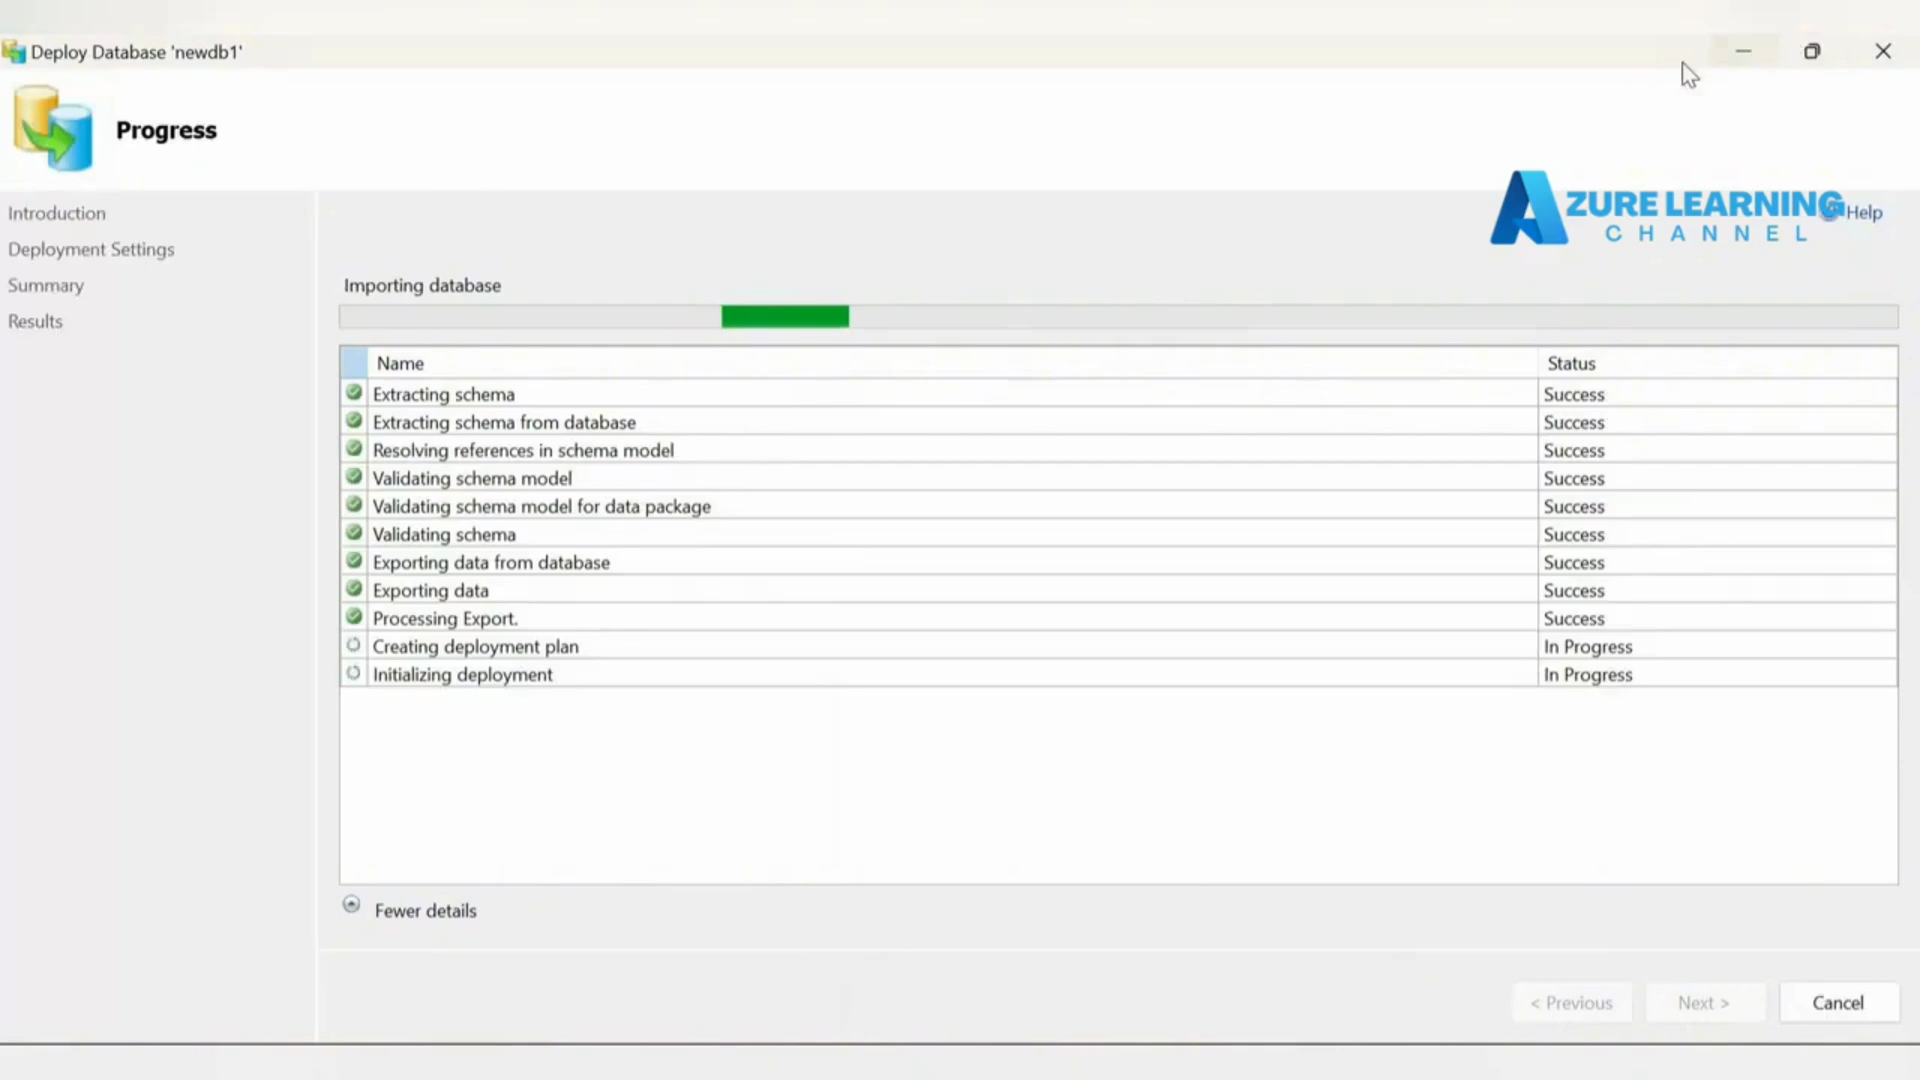 Deploy Database 'newdb1'
Progress
AZURE LEARNING
CHANNEL
Help
Introduction
Deployment Settings
Summary
Results
Importing database
Name Status
Extracting schema Success
Extracting schema from database Success
Resolving references in schema model Success
Validating schema model Success
Validating schema model for data package Success
Validating schema Success
Exporting data from database Success
Exporting data Success
Processing Export. Success
Creating deployment plan In Progress
Initializing deployment In Progress
Fewer details
< Previous Next > Cancel